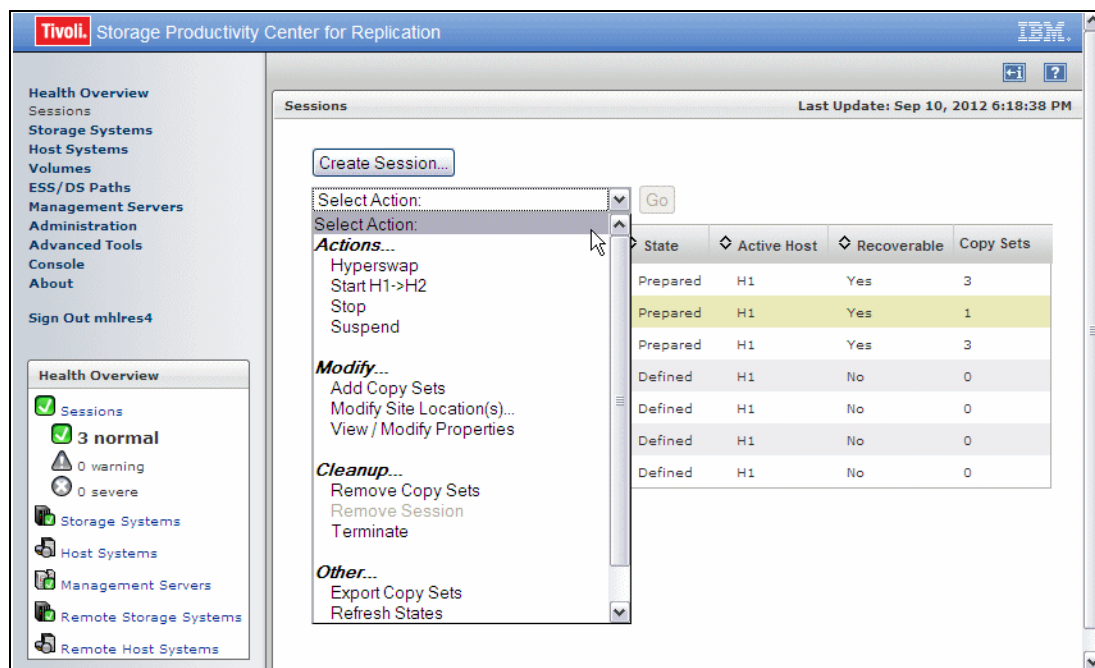 Tivoli. Storage Productivity Center for Replication
IBM.
Health Overview
Sessions
Storage Systems
Host Systems
Volumes
ESS/DS Paths
Management Servers
Administration
Advanced Tools
Console
About
Sign Out mhlres4
Health Overview
Sessions
3 normal
0 warning
0 severe
Storage Systems
Host Systems
Management Servers
Remote Storage Systems
Remote Host Systems
Sessions Last Update: Sep 10, 2012 6:18:38 PM
Create Session...
Select Action: Go
Select Action:
Actions...
Hyperswap
Start H1->H2
Stop
Suspend
Modify...
Add Copy Sets
Modify Site Location(s)...
View / Modify Properties
Cleanup...
Remove Copy Sets
Remove Session
Terminate
Other...
Export Copy Sets
Refresh States
State Active Host Recoverable Copy Sets
Prepared H1 Yes 3
Prepared H1 Yes 1
Prepared H1 Yes 3
Defined H1 No 0
Defined H1 No 0
Defined H1 No 0
Defined H1 No 0